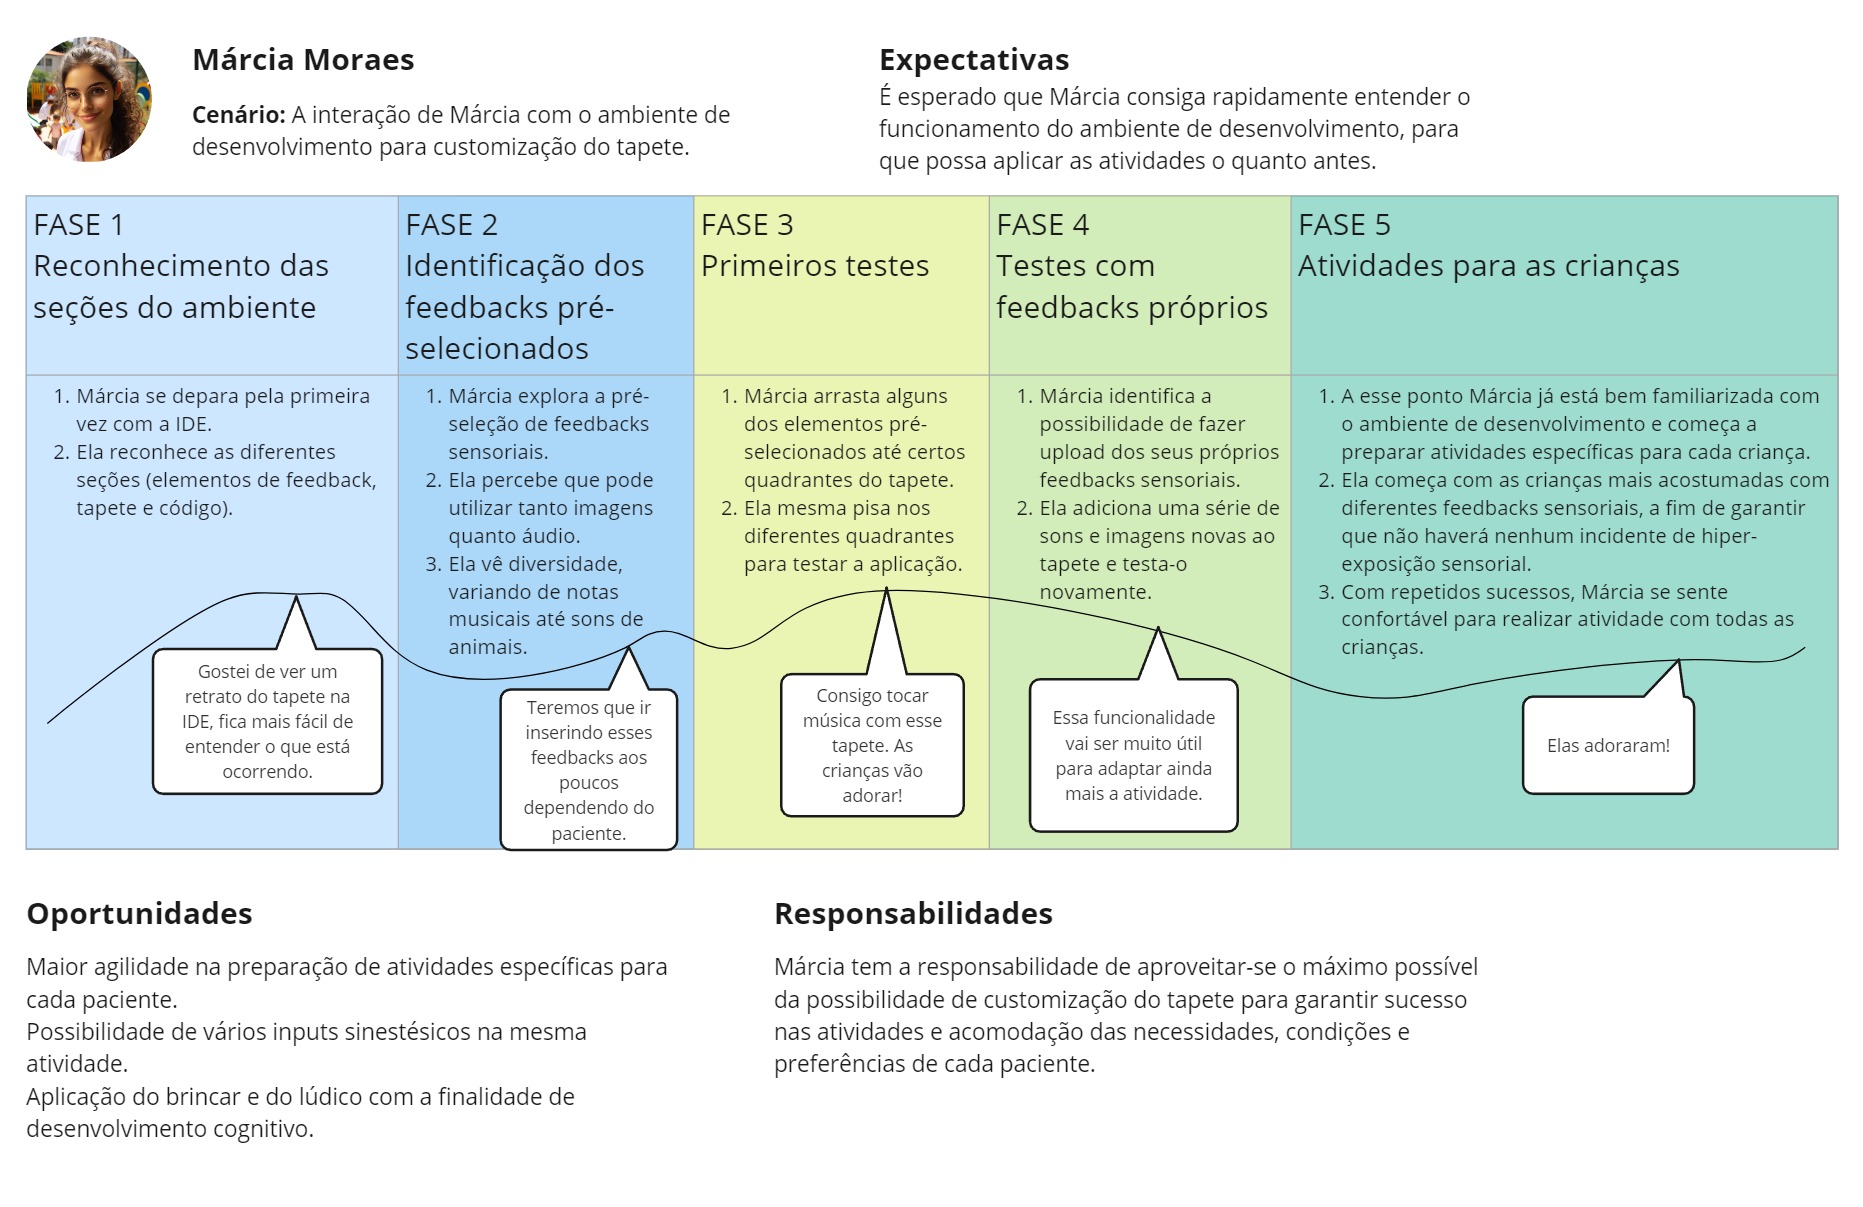 Márcia Moraes
Cenário: A interação de Márcia com o ambiente de
desenvolvimento para customização do tapete.
Expectativas
É esperado que Márcia consiga rapidamente entender o
funcionamento do ambiente de desenvolvimento, para
que possa aplicar as atividades o quanto antes.
FASE 1
Reconhecimento das
seções do ambiente
FASE 2
Identificação dos
feedbacks pré-
selecionados
FASE 3
Primeiros testes
FASE 4
Testes com
feedbacks próprios
FASE 5
Atividades para as crianças
1. Márcia se depara pela primeira
vez com a IDE.
2. Ela reconhece as diferentes
seções (elementos de feedback,
tapete e código).
1. Márcia explora a pré-
seleção de feedbacks
sensoriais.
2. Ela percebe que pode
utilizar tanto imagens
quanto áudio.
3. Ela vê diversidade,
variando de notas
musicais até sons de
animais.
1. Márcia arrasta alguns
dos elementos pré-
selecionados até certos
quadrantes do tapete.
2. Ela mesma pisa nos
diferentes quadrantes
para testar a aplicação.
1. Márcia identifica a
possibilidade de fazer
upload dos seus próprios
feedbacks sensoriais.
2. Ela adiciona uma série de
sons e imagens novas ao
tapete e testa-o
novamente.
1. A esse ponto Márcia já está bem familiarizada com
o ambiente de desenvolvimento e começa a
preparar atividades específicas para cada criança.
2. Ela começa com as crianças mais acostumadas com
diferentes feedbacks sensoriais, a fim de garantir
que não haverá nenhum incidente de hiper-
exposição sensorial.
3. Com repetidos sucessos, Márcia se sente
confortável para realizar atividade com todas as
crianças.
Gostei de ver um
retrato do tapete na
IDE, fica mais fácil de
entender o que está
ocorrendo.
Teremos que ir
inserindo esses
feedbacks aos
poucos
dependendo do
paciente.
Consigo tocar
música com esse
tapete. As
crianças vão
adorar!
Essa funcionalidade
vai ser muito útil
para adaptar ainda
mais a atividade.
Elas adoraram!
Oportunidades
Maior agilidade na preparação de atividades específicas para
cada paciente.
Possibilidade de vários inputs sinestésicos na mesma
atividade.
Aplicação do brincar e do lúdico com a finalidade de
desenvolvimento cognitivo.
Responsabilidades
Márcia tem a responsabilidade de aproveitar-se o máximo possível
da possibilidade de customização do tapete para garantir sucesso
nas atividades e acomodação das necessidades, condições e
preferências de cada paciente.